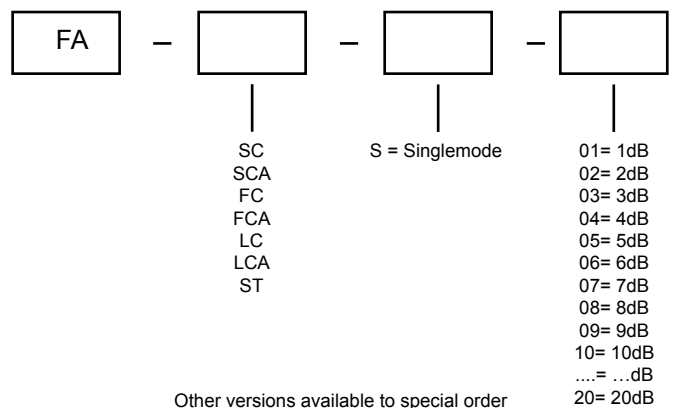 FA – – –
SC
SCA
FC
FCA
LC
LCA
ST
S = Singlemode
01= 1dB
02= 2dB
03= 3dB
04= 4dB
05= 5dB
06= 6dB
07= 7dB
08= 8dB
09= 9dB
10= 10dB
....= …dB
20= 20dB
Other versions available to special order